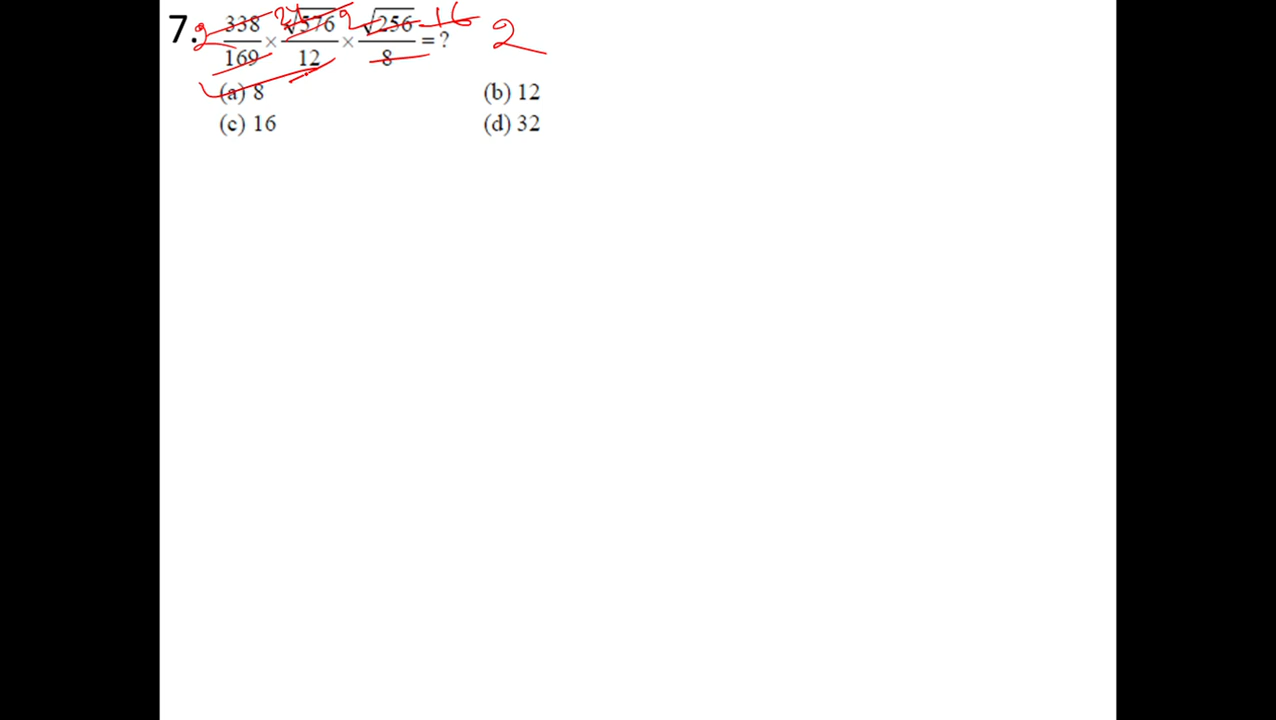 7. 338/169 × √576/12 × √256/8 = ?
2 24 2 16 2
(a) 8 (b) 12
(c) 16 (d) 32